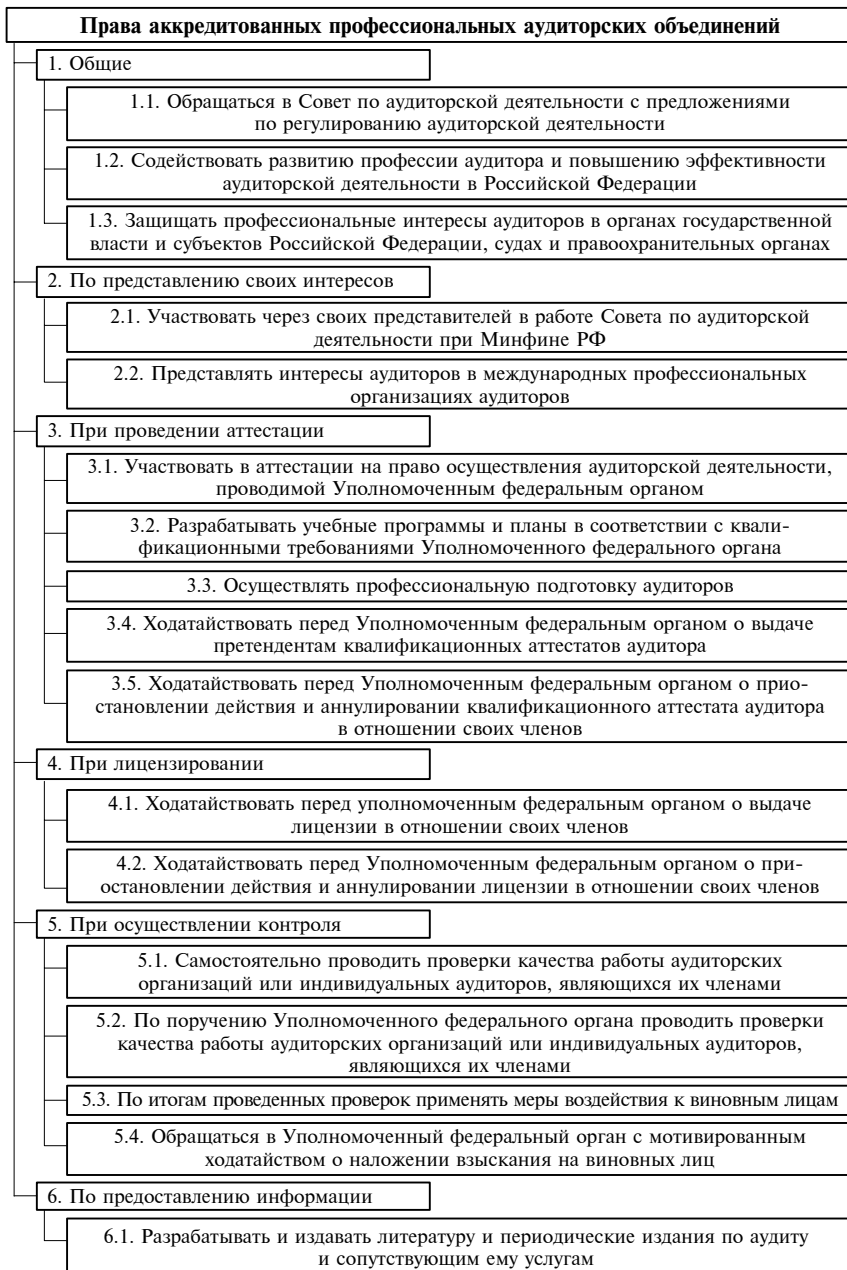 Права аккредитованных профессиональных аудиторских объединений
1. Общие
1.1. Обращаться в Совет по аудиторской деятельности с предложениями
по регулированию аудиторской деятельности
1.2. Содействовать развитию профессии аудитора и повышению эффективности
аудиторской деятельности в Российской Федерации
1.3. Защищать профессиональные интересы аудиторов в органах государственной
власти и субъектов Российской Федерации, судах и правоохранительных органах
2. По представлению своих интересов
2.1. Участвовать через своих представителей в работе Совета по аудиторской
деятельности при Минфине РФ
2.2. Представлять интересы аудиторов в международных профессиональных
организациях аудиторов
3. При проведении аттестации
3.1. Участвовать в аттестации на право осуществления аудиторской деятельности,
проводимой Уполномоченным федеральным органом
3.2. Разрабатывать учебные программы и планы в соответствии с квали-
фикационными требованиями Уполномоченного федерального органа
3.3. Осуществлять профессиональную подготовку аудиторов
3.4. Ходатайствовать перед Уполномоченным федеральным органом о выдаче
претендентам квалификационных аттестатов аудитора
3.5. Ходатайствовать перед Уполномоченным федеральным органом о прио-
становлении действия и аннулировании квалификационного аттестата аудитора
в отношении своих членов
4. При лицензировании
4.1. Ходатайствовать перед уполномоченным федеральным органом о выдаче
лицензии в отношении своих членов
4.2. Ходатайствовать перед Уполномоченным федеральным органом о при-
остановлении действия и аннулировании лицензии в отношении своих членов
5. При осуществлении контроля
5.1. Самостоятельно проводить проверки качества работы аудиторских
организаций или индивидуальных аудиторов, являющихся их членами
5.2. По поручению Уполномоченного федерального органа проводить проверки
качества работы аудиторских организаций или индивидуальных аудиторов,
являющихся их членами
5.3. По итогам проведенных проверок применять меры воздействия к виновным лицам
5.4. Обращаться в Уполномоченный федеральный орган с мотивированным
ходатайством о наложении взыскания на виновных лиц
6. По предоставлению информации
6.1. Разрабатывать и издавать литературу и периодические издания по аудиту
и сопутствующим ему услугам